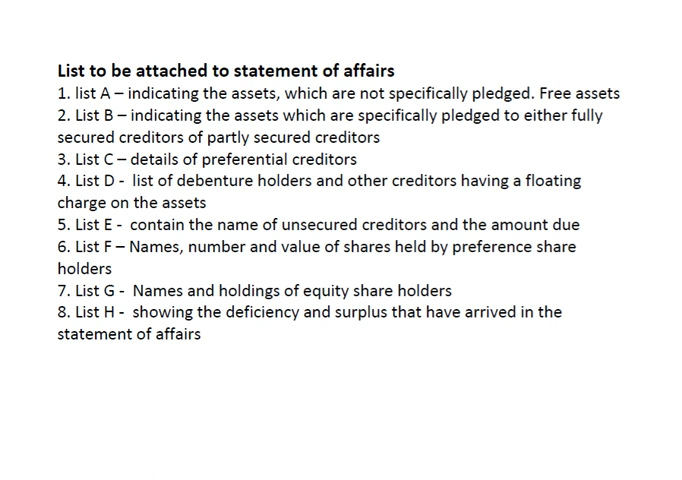 List to be attached to statement of affairs
1. list A – indicating the assets, which are not specifically pledged. Free assets
2. List B – indicating the assets which are specifically pledged to either fully
secured creditors of partly secured creditors
3. List C – details of preferential creditors
4. List D -  list of debenture holders and other creditors having a floating
charge on the assets
5. List E -  contain the name of unsecured creditors and the amount due
6. List F – Names, number and value of shares held by preference share
holders
7. List G -  Names and holdings of equity share holders
8. List H -  showing the deficiency and surplus that have arrived in the
statement of affairs